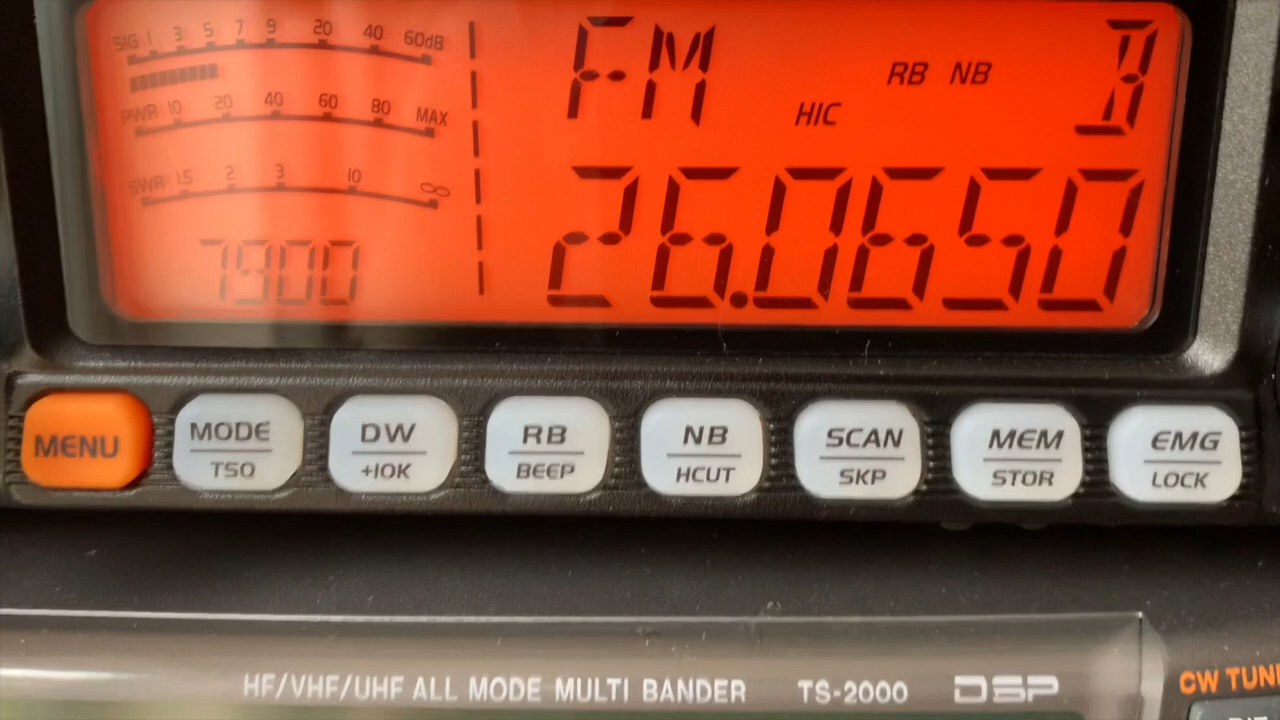 SIG 1 3 5 7 9 20 40 60dB
FM
RB NB
B
PWR 10 20 40 60 80 MAX
HIC
SWR 1.5 2 3 10 ∞
7900
26.0650
MENU
MODE
TSQ
DW
+10K
RB
BEEP
NB
HCUT
SCAN
SKP
MEM
STOR
EMG
LOCK
HF/VHF/UHF ALL MODE MULTI BANDER TS-2000 DSP
CW TUN